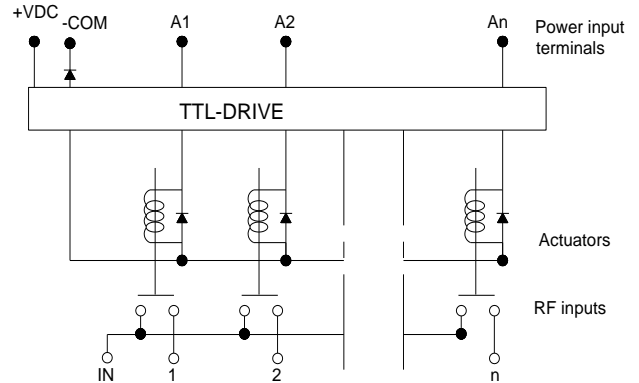 +VDC
-COM
A1
A2
An
Power input
terminals
TTL-DRIVE
Actuators
RF inputs
IN
1
2
n